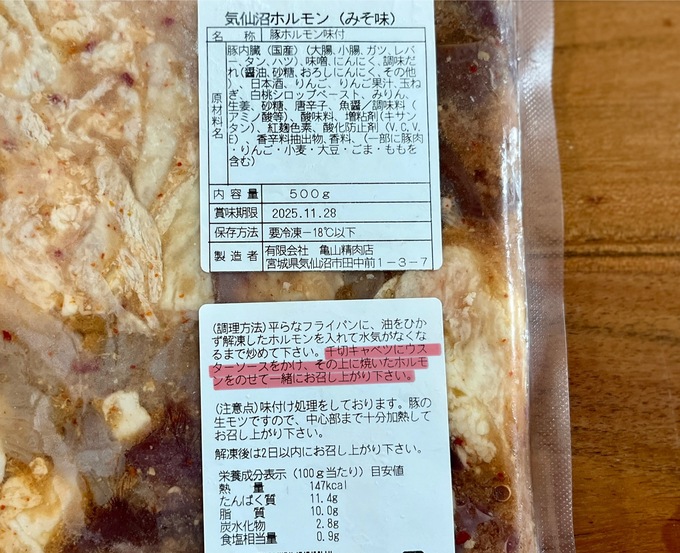 気仙沼ホルモン(みそ味)
名称 豚ホルモン味付
原材料名
豚内臓(国産)(大腸、小腸、ガツ、レバ
ー、タン、ハツ)、味噌、にんにく、調味だ
れ(醤油、砂糖、おろしにんにく、その他
)、日本酒、りんご、りんご果汁、玉ね
ぎ、白桃シロップペースト、みりん、
生姜、砂糖、唐辛子、魚醤/調味料(
アミノ酸等)、酸味料、増粘剤(キサン
タン)、紅麹色素、酸化防止剤(V.C,V.
E)、香辛料抽出物、香料、(一部に豚肉
・りんご・小麦・大豆・ごま・ももを
含む)
内容量 500g
賞味期限 2025.11.28
保存方法 要冷凍-18℃以下
製造者 有限会社 亀山精肉店
宮城県気仙沼市田中前1-3-7
(調理方法)平らなフライパンに、油をひか
ず解凍したホルモンを入れて水気がなくな
るまで炒めて下さい。千切キャベツにウス
ターソースをかけ、その上に焼いたホルモ
ンをのせて一緒にお召し上がり下さい。
(注意点)味付け処理をしております。豚の
生モツですので、中心部まで十分加熱して
お召し上がり下さい。
解凍後は2日以内にお召し上がり下さい。
栄養成分表示(100g当たり)目安値
熱量 147kcal
たんぱく質 11.4g
脂質 10.0g
炭水化物 2.8g
食塩相当量 0.9g